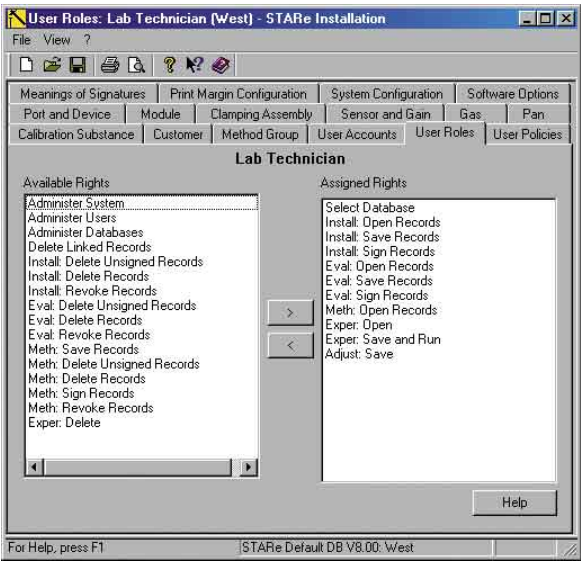 User Roles: Lab Technician (West) - STARe Installation
File View ?
Meanings of Signatures Print Margin Configuration System Configuration Software Options
Port and Device Module Clamping Assembly Sensor and Gain Gas Pan
Calibration Substance Customer Method Group User Accounts User Roles User Policies
Lab Technician
Available Rights
Administer System
Administer Users
Administer Databases
Delete Linked Records
Install: Delete Unsigned Records
Install: Delete Records
Install: Revoke Records
Eval: Delete Unsigned Records
Eval: Delete Records
Eval: Revoke Records
Meth: Save Records
Meth: Delete Unsigned Records
Meth: Delete Records
Meth: Sign Records
Meth: Revoke Records
Exper: Delete
>
<
Assigned Rights
Select Database
Install: Open Records
Install: Save Records
Install: Sign Records
Eval: Open Records
Eval: Save Records
Eval: Sign Records
Meth: Open Records
Exper: Open
Exper: Save and Run
Adjust: Save
Help
For Help, press F1 STARe Default DB V8.00: West